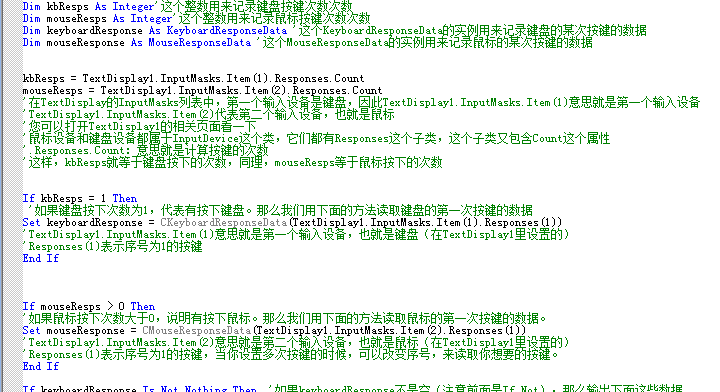 Dim kbResps As Integer'这个整数用来记录键盘按键次数次数
Dim mouseResps As Integer'这个整数用来记录鼠标按键次数次数
Dim keyboardResponse As KeyboardResponseData '这个KeyboardResponseData的实例用来记录键盘的某次按键的数据
Dim mouseResponse As MouseResponseData '这个MouseResponseData的实例用来记录鼠标的某次按键的数据
kbResps = TextDisplay1.InputMasks.Item(1).Responses.Count
mouseResps = TextDisplay1.InputMasks.Item(2).Responses.Count
'在TextDisplay的InputMasks列表中，第一个输入设备是键盘，因此TextDisplay1.InputMasks.Item(1)意思就是第一个输入设备
'TextDisplay1.InputMasks.Item(2)代表第二个输入设备，也就是鼠标
'您可以打开TextDisplay1的相关页面看一下
'鼠标设备和键盘设备都属于InputDevice这个类，它们都有Responses这个子类，这个子类又包含Count这个属性
'.Responses.Count：意思就是计算按键的次数
'这样，kbResps就等于键盘按下的次数，同理，mouseResps等于鼠标按下的次数
If kbResps = 1 Then
'如果键盘按下次数为1，代表有按下键盘。那么我们用下面的方法读取键盘的第一次按键的数据
Set keyboardResponse = CKeyboardResponseData(TextDisplay1.InputMasks.Item(1).Responses(1))
'TextDisplay1.InputMasks.Item(1)意思就是第一个输入设备，也就是键盘（在TextDisplay1里设置的）
'Responses(1)表示序号为1的按键
End If
If mouseResps > 0 Then
'如果鼠标按下次数大于0，说明有按下鼠标。那么我们用下面的方法读取鼠标的第一次按键的数据。
Set mouseResponse = CMouseResponseData(TextDisplay1.InputMasks.Item(2).Responses(1))
'TextDisplay1.InputMasks.Item(2)意思就是第二个输入设备，也就是鼠标（在TextDisplay1里设置的）
'Responses(1)表示序号为1的按键，当你设置多次按键的时候，可以改变序号，来读取你想要的按键。
End If
If keyboardResponse Is Not Nothing Then '如果keyboardResponse不是空（注意前面是If Not），那么输出下面这些数据